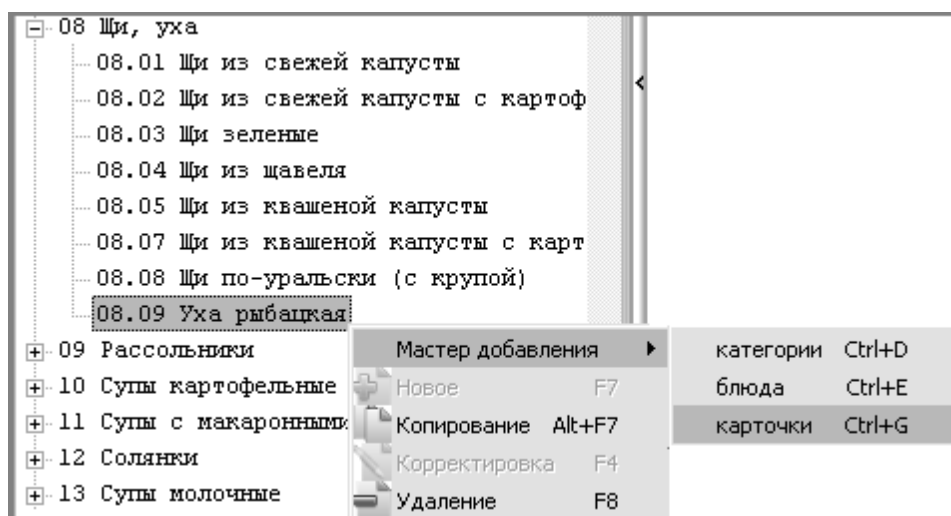 08 Щи, уха
08.01 Щи из свежей капусты
08.02 Щи из свежей капусты с картоф
08.03 Щи зеленые
08.04 Щи из щавеля
08.05 Щи из квашеной капусты
08.07 Щи из квашеной капусты с карт
08.08 Щи по-уральски (с крупой)
08.09 Уха рыбацкая
09 Рассольники
10 Супы картофельные
11 Супы с макаронными
12 Солянки
13 Супы молочные
Мастер добавления
Новое F7
Копирование Alt+F7
Корректировка F4
Удаление F8
категории Ctrl+D
блюда Ctrl+E
карточки Ctrl+G